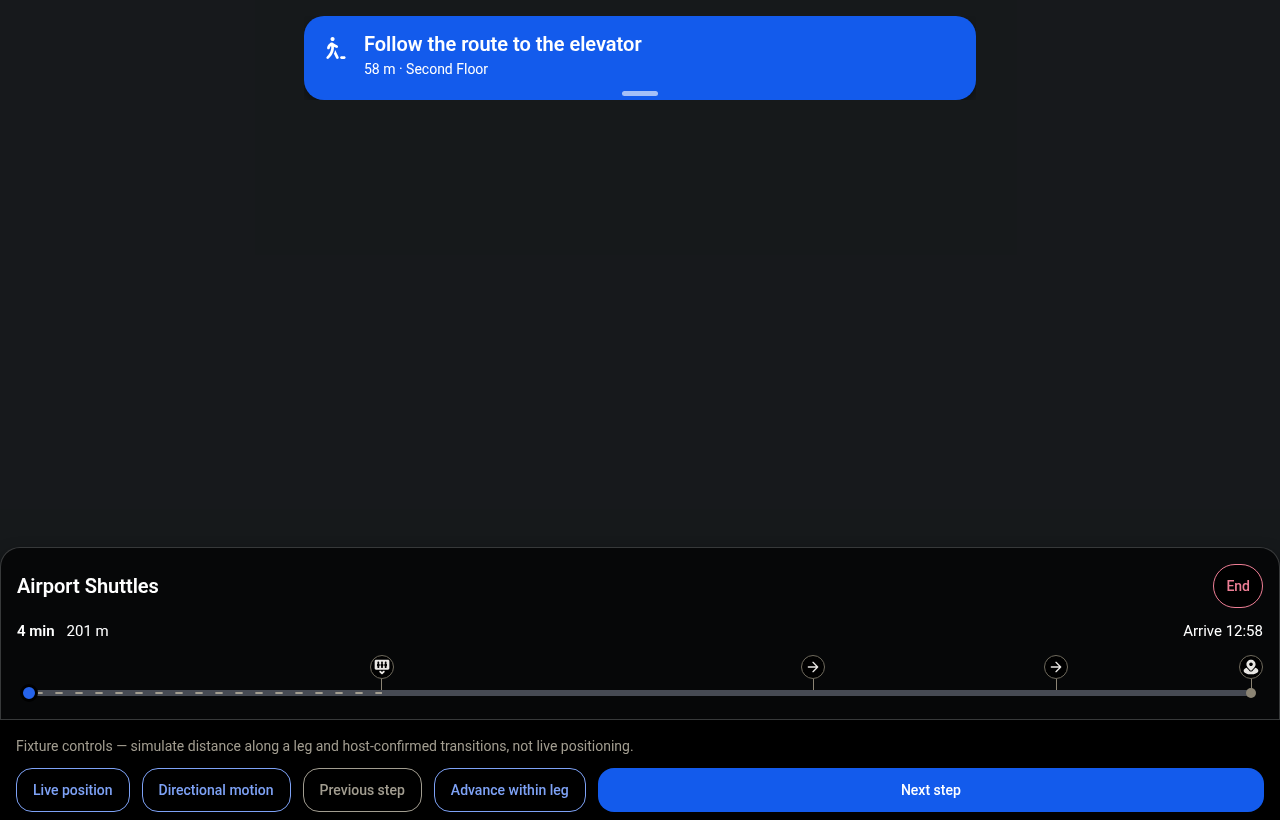 Follow the route to the elevator
58 m · Second Floor
Airport Shuttles
End
4 min 201 m
Arrive 12:58
Fixture controls — simulate distance along a leg and host-confirmed transitions, not live positioning.
Live position
Directional motion
Previous step
Advance within leg
Next step